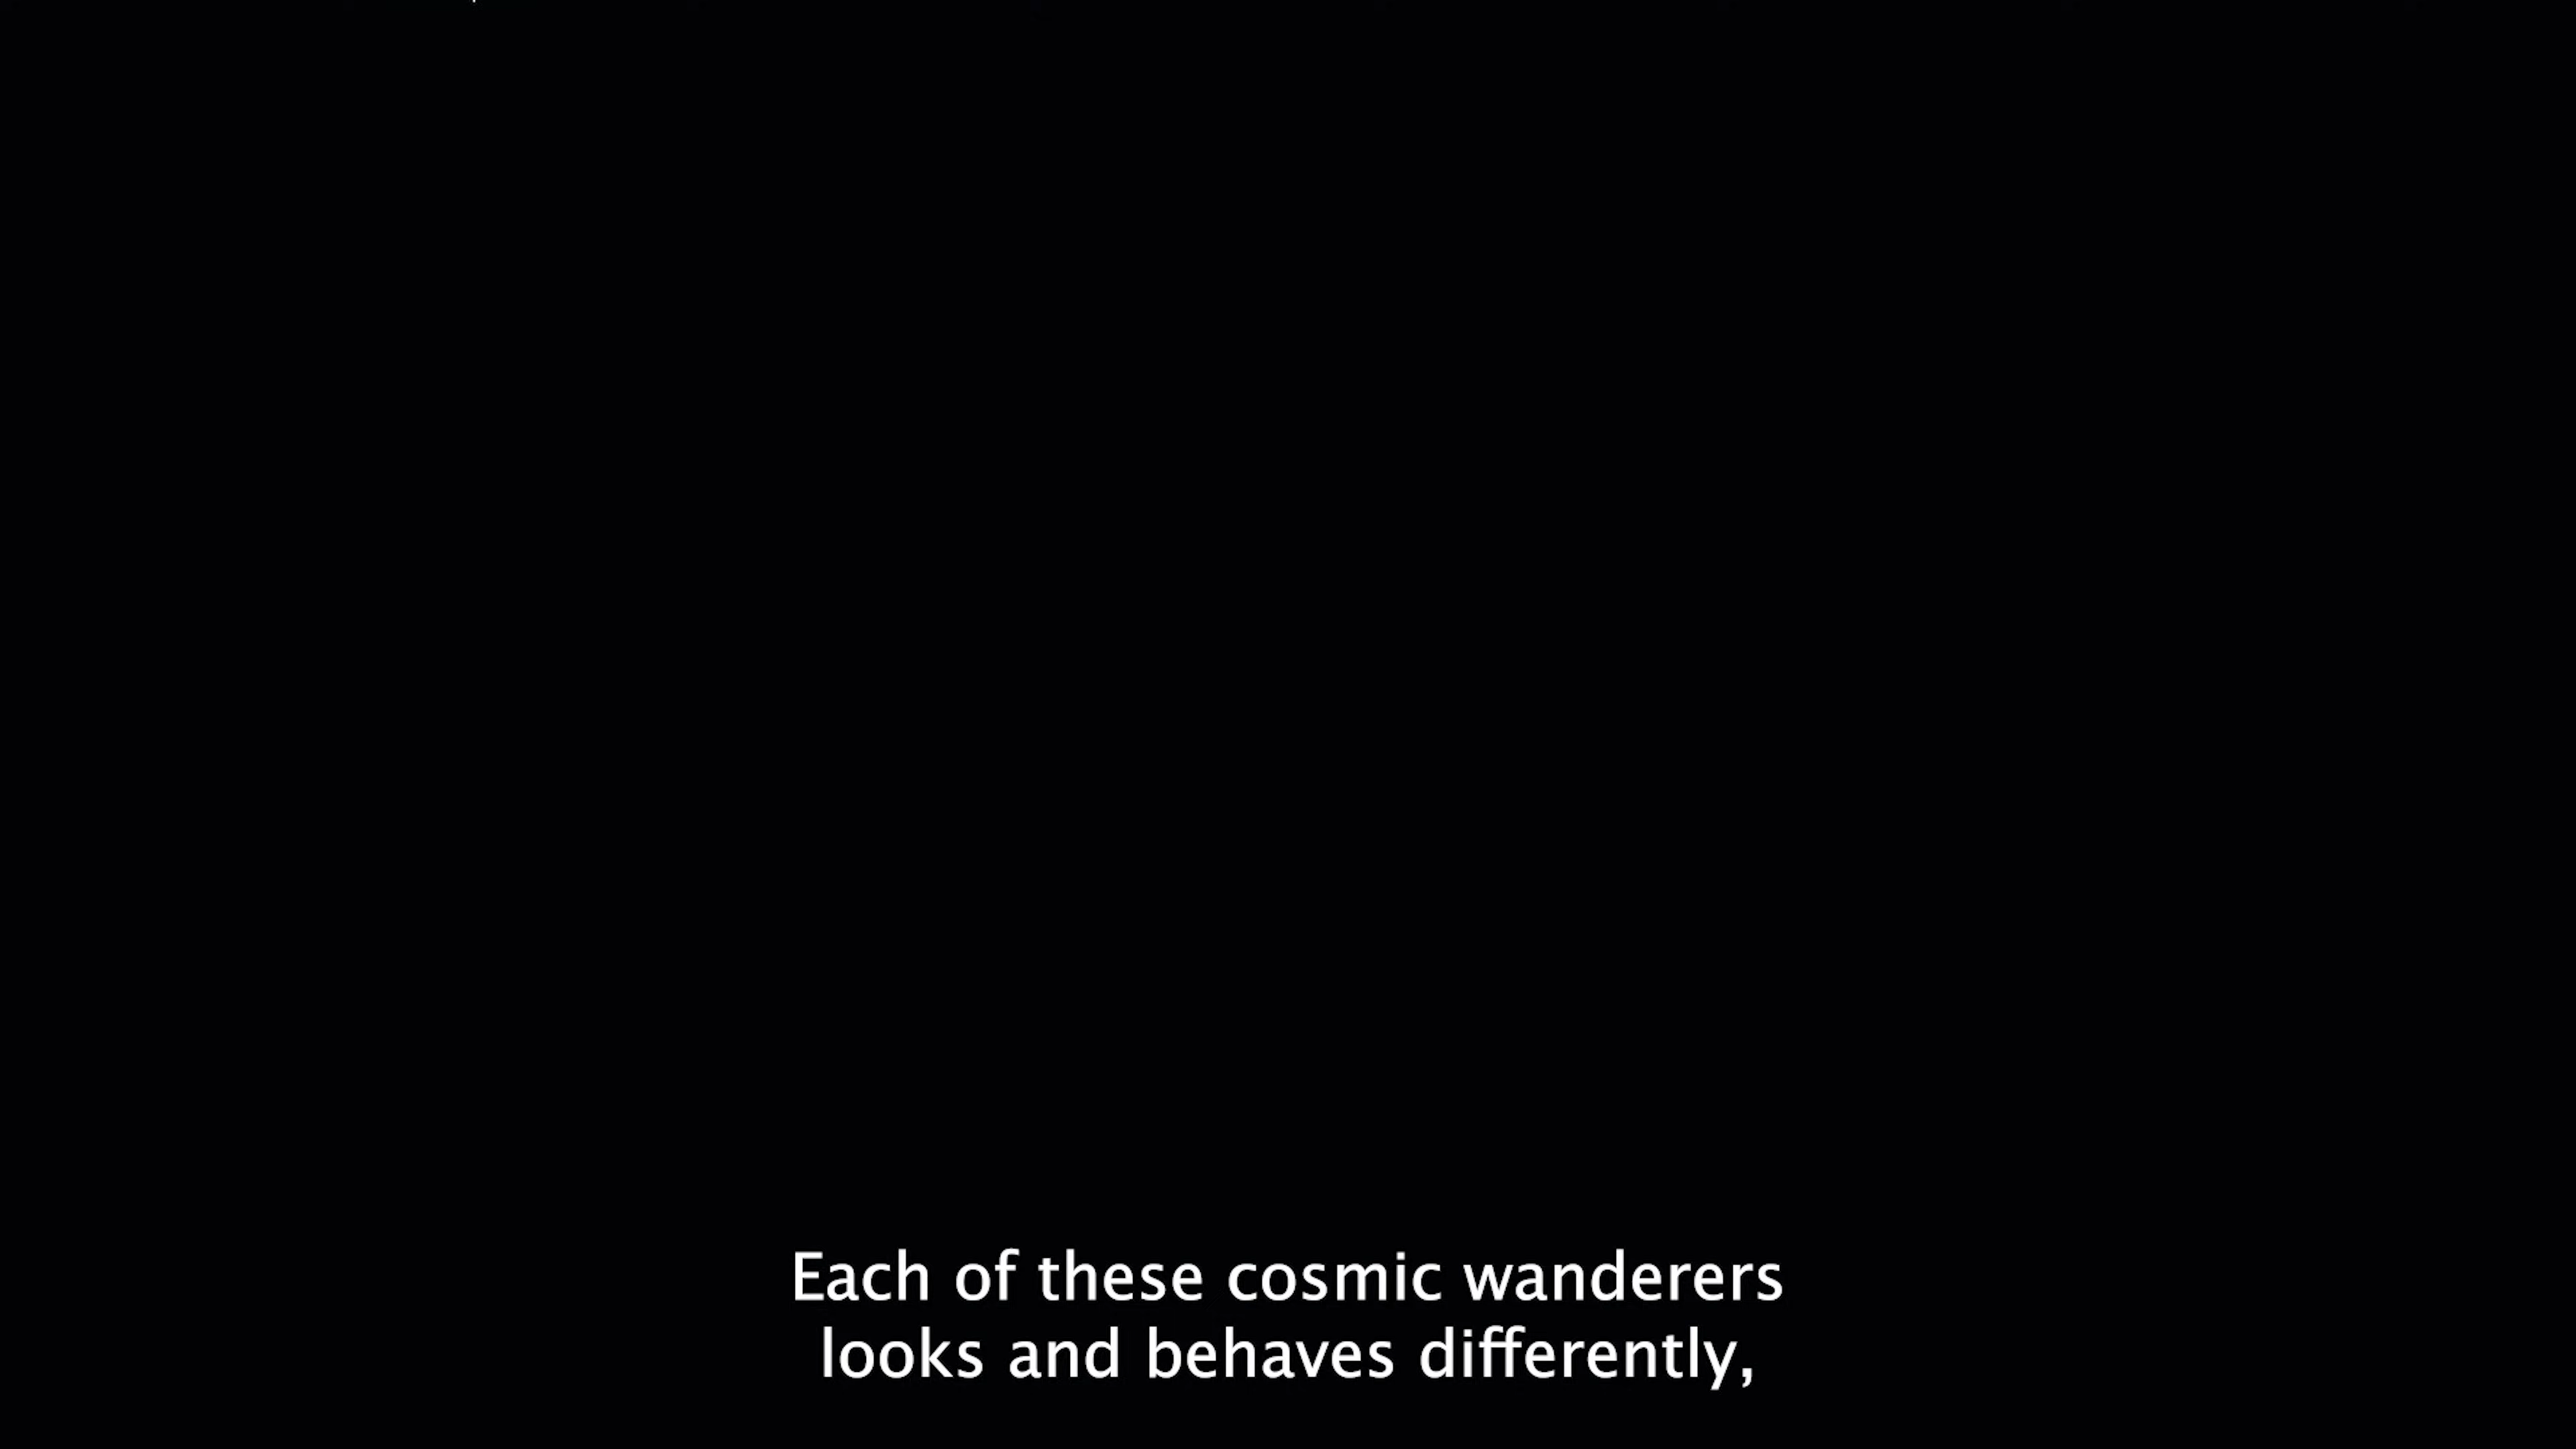 Each of these cosmic wanderers
looks and behaves differently,